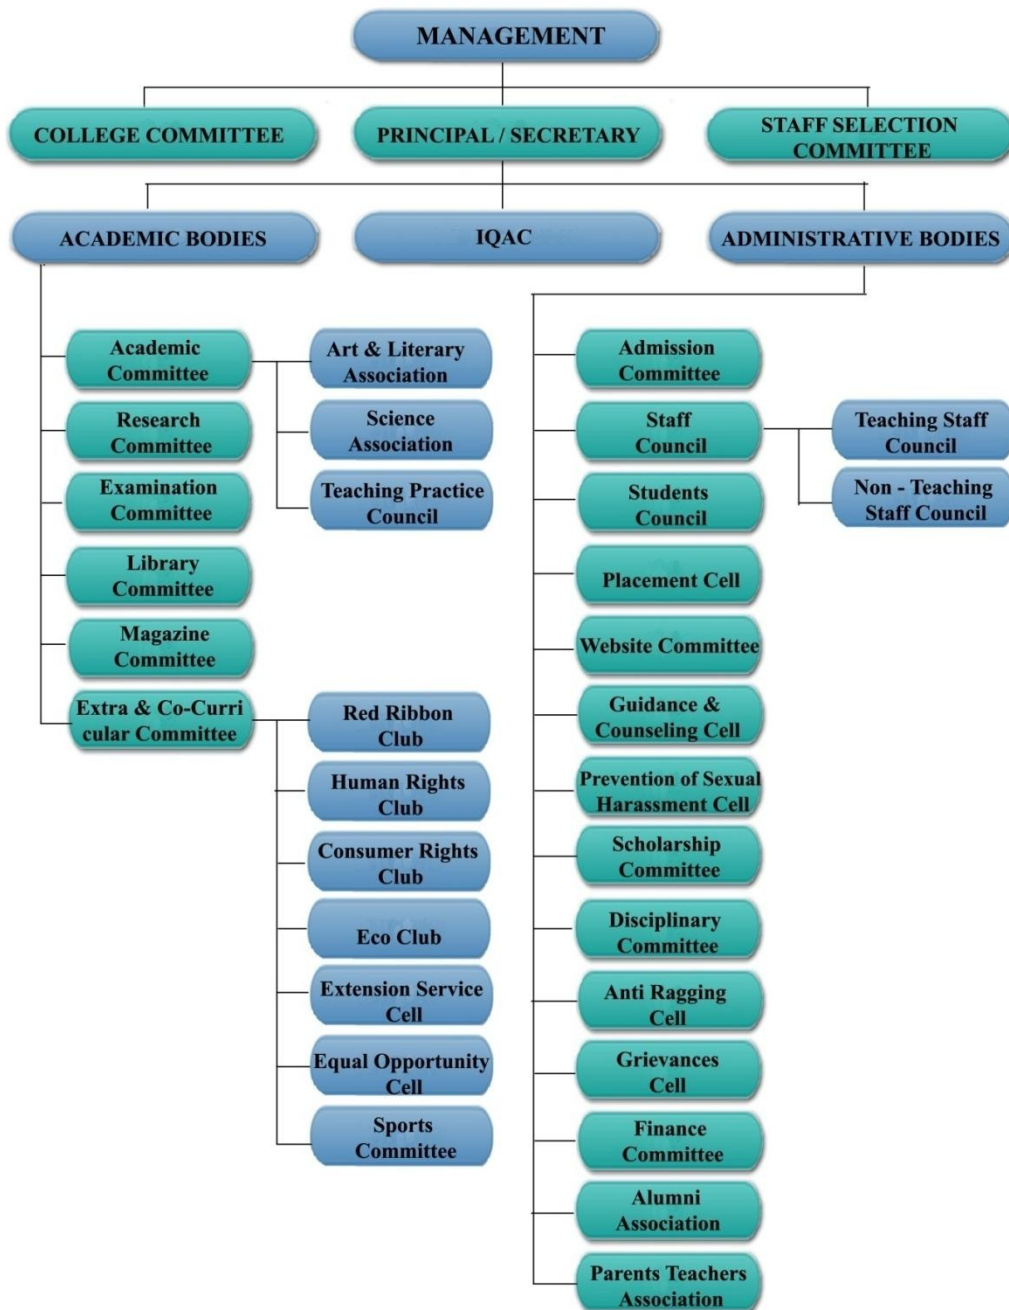 MANAGEMENT
COLLEGE COMMITTEE
PRINCIPAL / SECRETARY
STAFF SELECTION
COMMITTEE
ACADEMIC BODIES
IQAC
ADMINISTRATIVE BODIES
Academic
Committee
Art & Literary
Association
Science
Association
Teaching Practice
Council
Research
Committee
Examination
Committee
Library
Committee
Magazine
Committee
Extra & Co-Curri
cular Committee
Red Ribbon
Club
Human Rights
Club
Consumer Rights
Club
Eco Club
Extension Service
Cell
Equal Opportunity
Cell
Sports
Committee
Admission
Committee
Staff
Council
Teaching Staff
Council
Non - Teaching
Staff Council
Students
Council
Placement Cell
Website Committee
Guidance &
Counseling Cell
Prevention of Sexual
Harassment Cell
Scholarship
Committee
Disciplinary
Committee
Anti Ragging
Cell
Grievances
Cell
Finance
Committee
Alumni
Association
Parents Teachers
Association